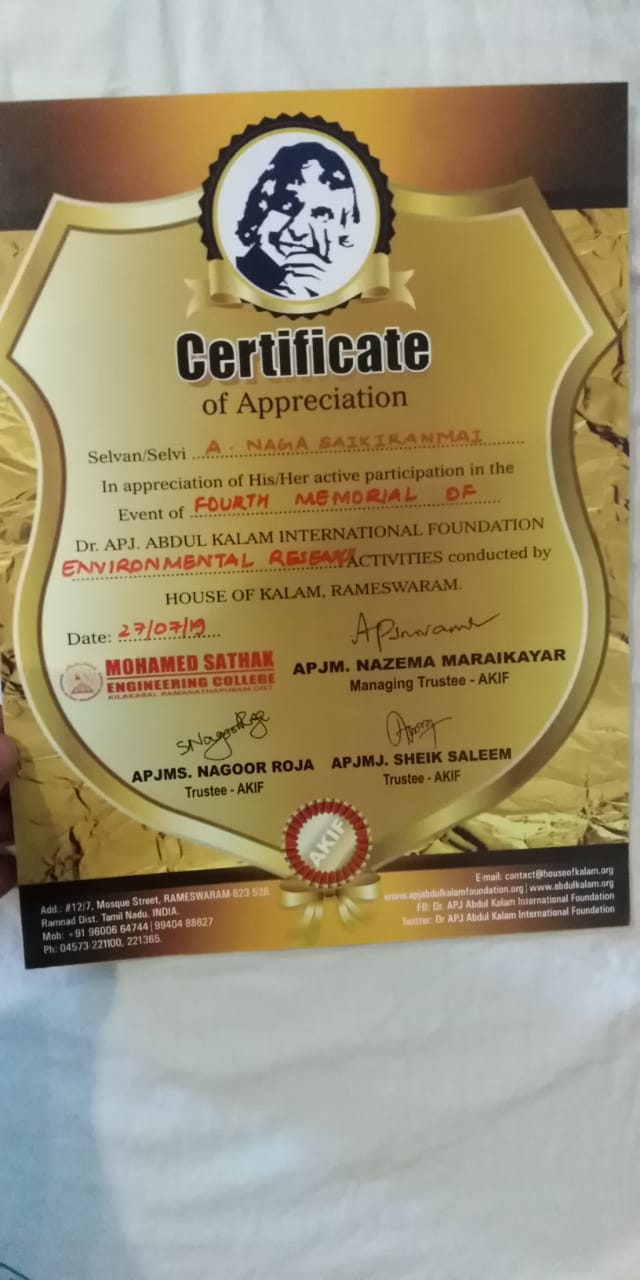 Certificate
of Appreciation
Selvan/Selvi A. NAGA SAIKIRANMAI
In appreciation of His/Her active participation in the
Event of FOURTH MEMORIAL OF
Dr. APJ. ABDUL KALAM INTERNATIONAL FOUNDATION
ENVIRONMENTAL RESEARCH ACTIVITIES conducted by
HOUSE OF KALAM, RAMESWARAM.
Date: 27/07/19
MOHAMED SATHAK
ENGINEERING COLLEGE
KILAKARAI, RAMANATHAPURAM DIST
APJM. NAZEMA MARAIKAYAR
Managing Trustee - AKIF
SNagoorRoja
APJMS. NAGOOR ROJA
Trustee - AKIF
APJMJ. SHEIK SALEEM
Trustee - AKIF
AKIF
Add.: #12/7, Mosque Street, RAMESWARAM-623 526.
Ramnad Dist. Tamil Nadu. INDIA.
Mob: +91 96006 64744 | 99404 88627
Ph: 04573-221100, 221365.
E-mail: contact@houseofkalam.org
www.apjabdulkalamfoundation.org | www.abdulkalam.org
FB: Dr. APJ Abdul Kalam International Foundation
Twitter: Dr APJ Abdul Kalam International Foundation